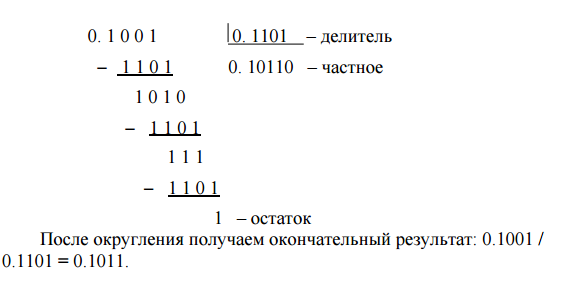 0. 1 0 0 1 0. 1101 – делитель
– 1 1 0 1 0. 10110 – частное
1 0 1 0
– 1 1 0 1
1 1 1
– 1 1 0 1
1 – остаток
После округления получаем окончательный результат: 0.1001 /
0.1101 = 0.1011.